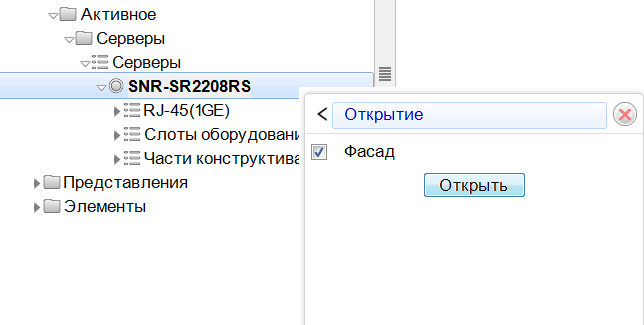 Активное
Серверы
Серверы
SNR-SR2208RS
RJ-45(1GE)
Слоты оборудовани
Части конструктива
Представления
Элементы
Открытие
Фасад
Открыть